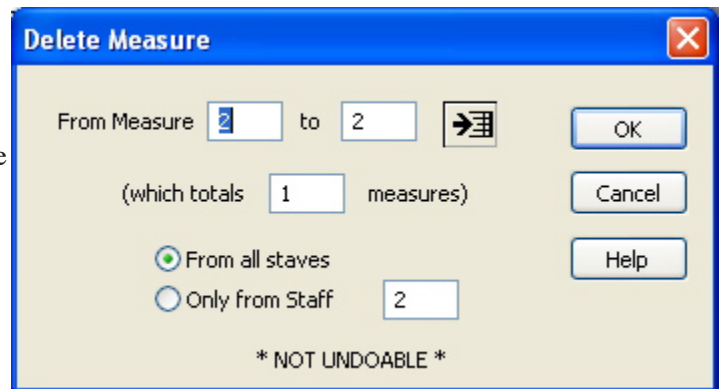 Delete Measure
From Measure 2 to 2
OK
e
(which totals 1 measures)
Cancel
From all staves
Help
Only from Staff 2
* NOT UNDOABLE *